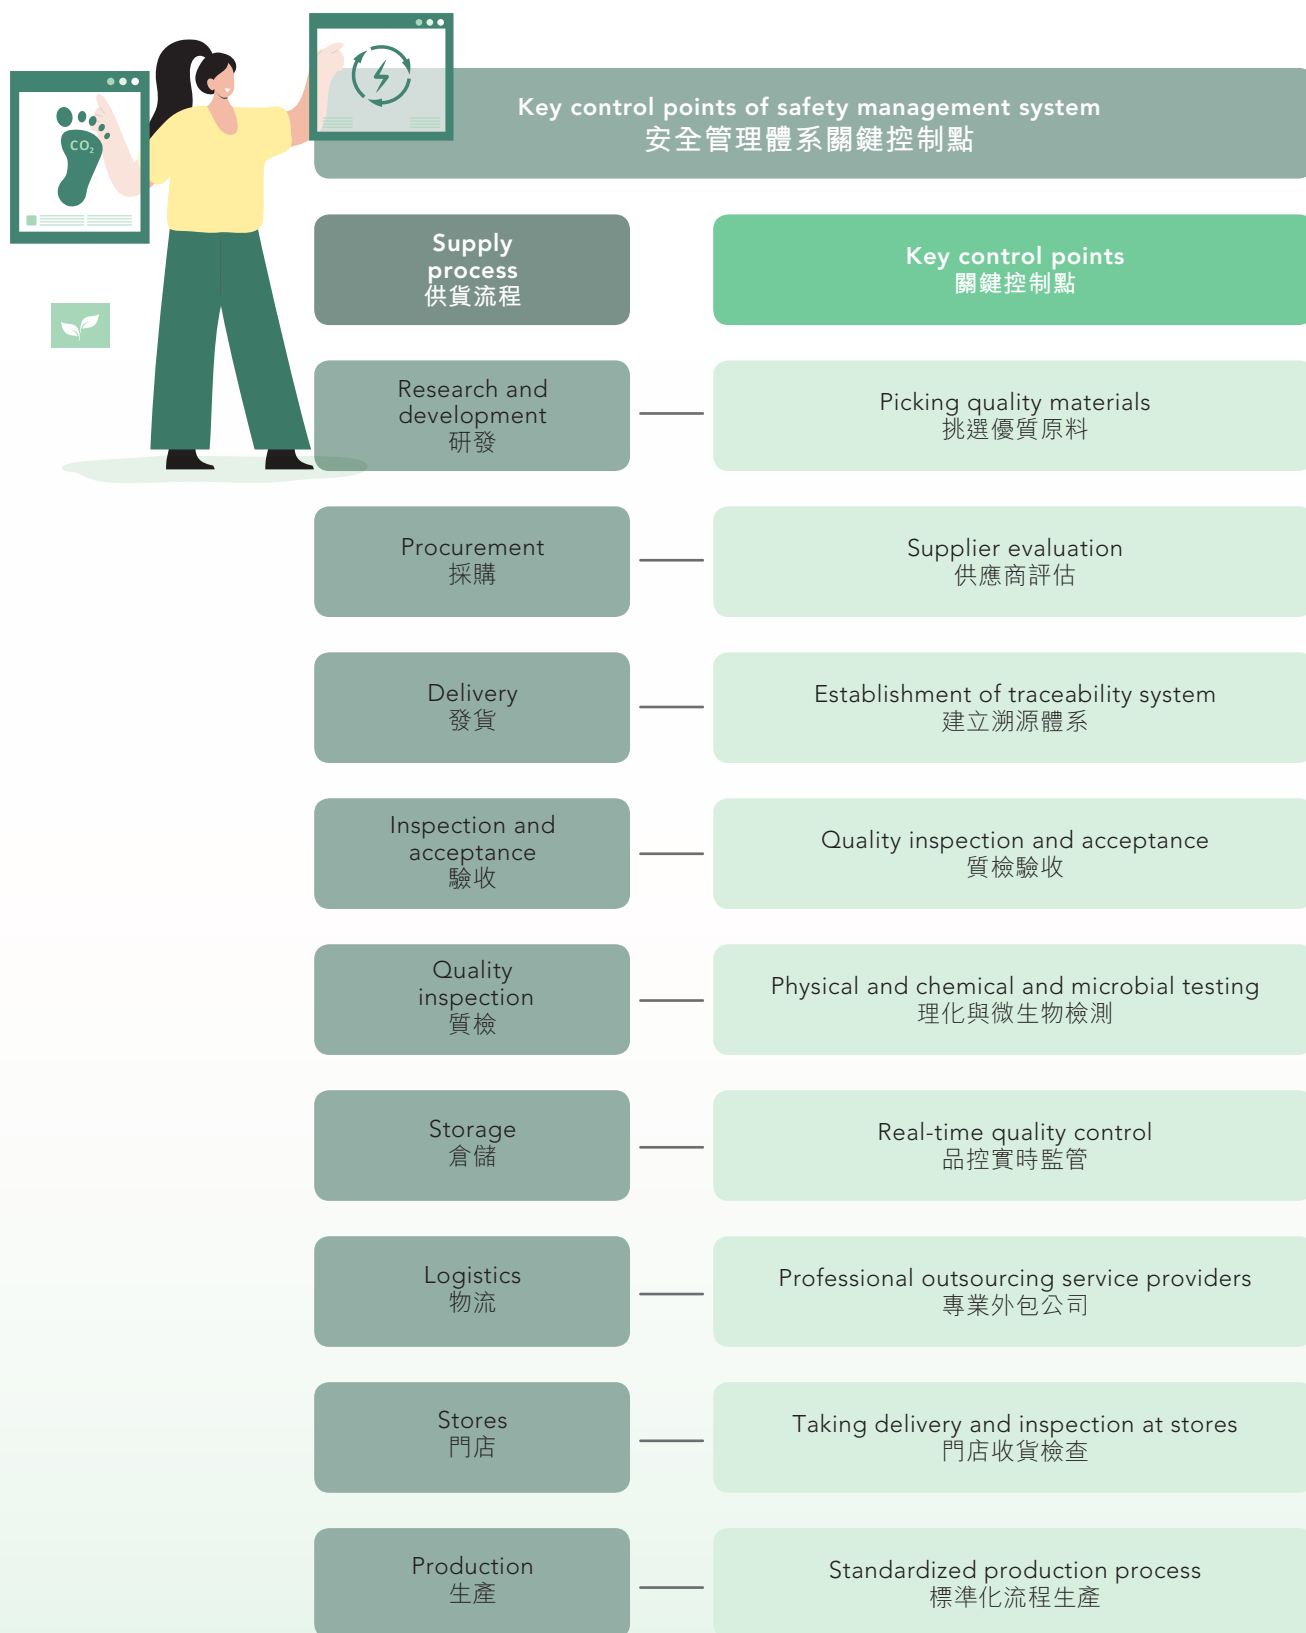 CO₂
Key control points of safety management system
安全管理體系關鍵控制點
Supply
process
供貨流程
Key control points
關鍵控制點
Research and
development
研發
Picking quality materials
挑選優質原料
Procurement
採購
Supplier evaluation
供應商評估
Delivery
發貨
Establishment of traceability system
建立溯源體系
Inspection and
acceptance
驗收
Quality inspection and acceptance
質檢驗收
Quality
inspection
質檢
Physical and chemical and microbial testing
理化與微生物檢測
Storage
倉儲
Real-time quality control
品控實時監管
Logistics
物流
Professional outsourcing service providers
專業外包公司
Stores
門店
Taking delivery and inspection at stores
門店收貨檢查
Production
生產
Standardized production process
標準化流程生產